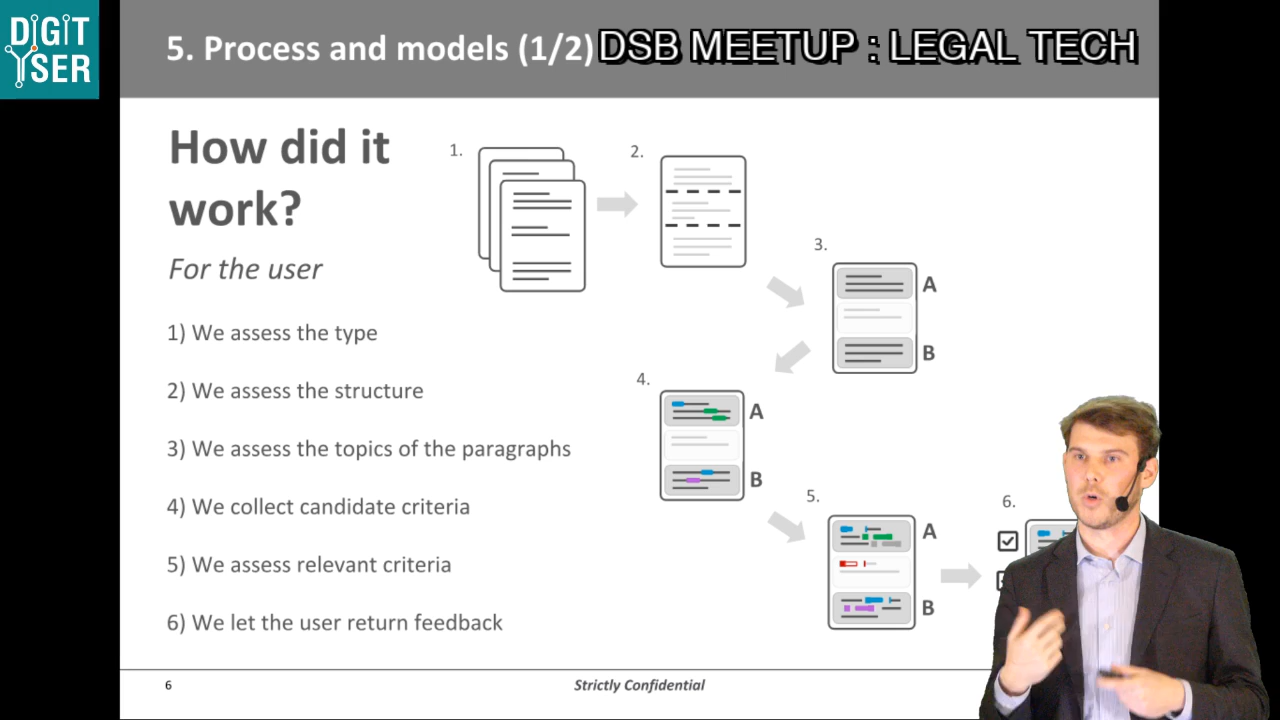 DIGIT
YSER
5. Process and models (1/2)
DSB MEETUP : LEGAL TECH
How did it
work?
For the user
1) We assess the type
2) We assess the structure
3) We assess the topics of the paragraphs
4) We collect candidate criteria
5) We assess relevant criteria
6) We let the user return feedback
1.
2.
3.
A
B
4.
A
B
5.
A
B
6.
6
Strictly Confidential